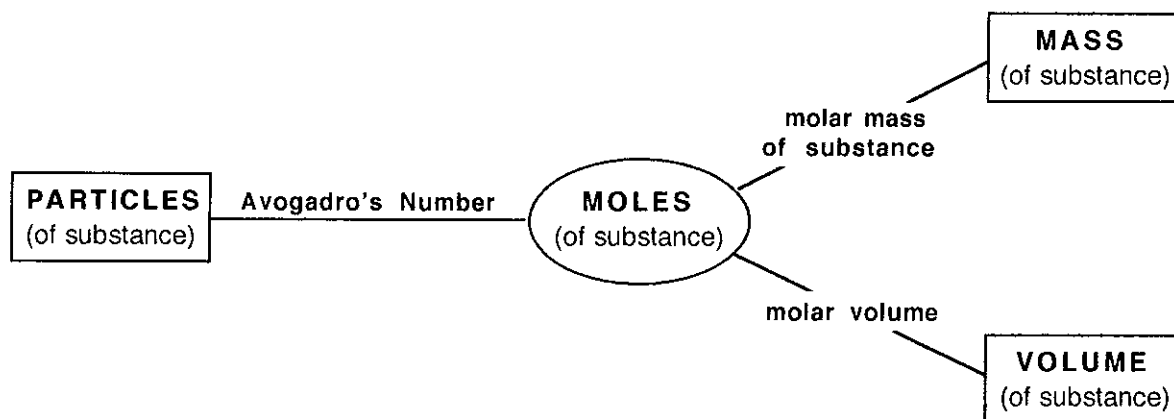 MASS
(of substance)
molar mass
of substance
PARTICLES
(of substance)
Avogadro's Number
MOLES
(of substance)
molar volume
VOLUME
(of substance)